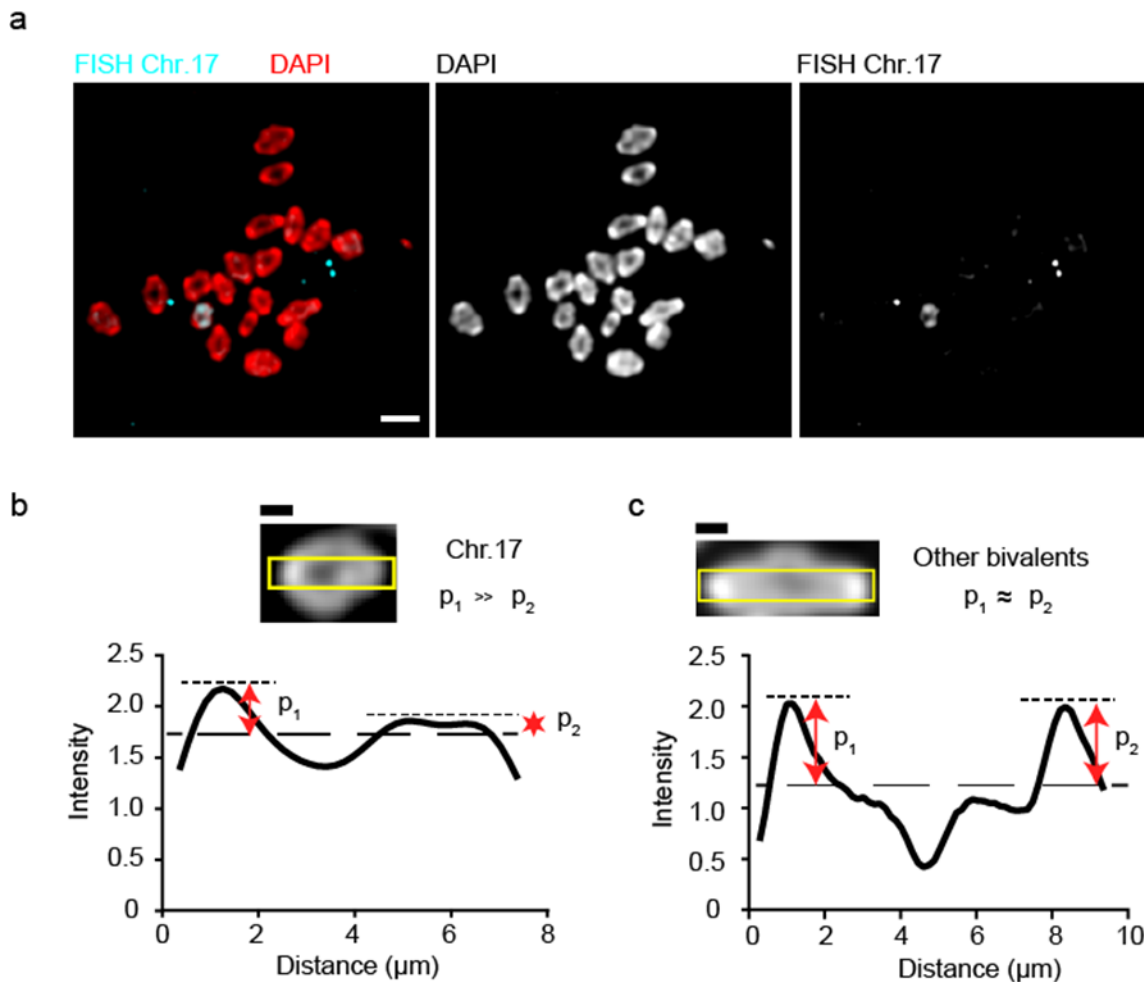 a
FISH Chr.17 DAPI
DAPI
FISH Chr.17
b
Chr.17
p1 >> p2
2.5
2.0
1.5
1.0
0.5
0
Intensity
p1
p2
0 2 4 6 8
Distance (µm)
c
Other bivalents
p1 ≈ p2
2.5
2.0
1.5
1.0
0.5
0
Intensity
p1
p2
0 2 4 6 8 10
Distance (µm)